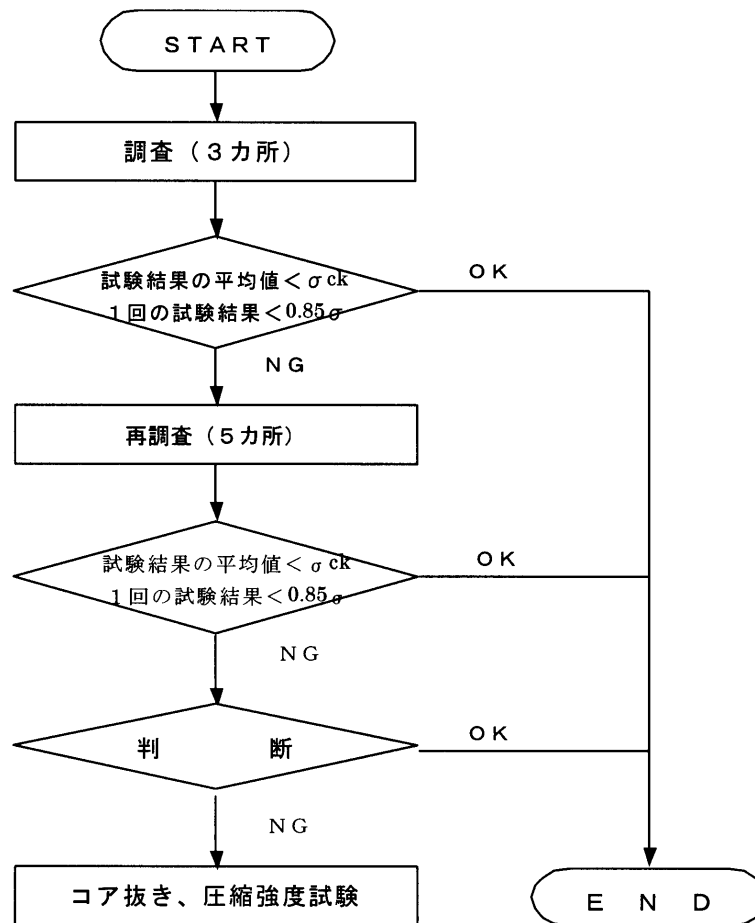 START
調査（3カ所）
試験結果の平均値＜σck
1回の試験結果＜0.85σ
OK
NG
再調査（5カ所）
試験結果の平均値＜σck
1回の試験結果＜0.85σ
OK
NG
判　断
OK
NG
コア抜き、圧縮強度試験
END